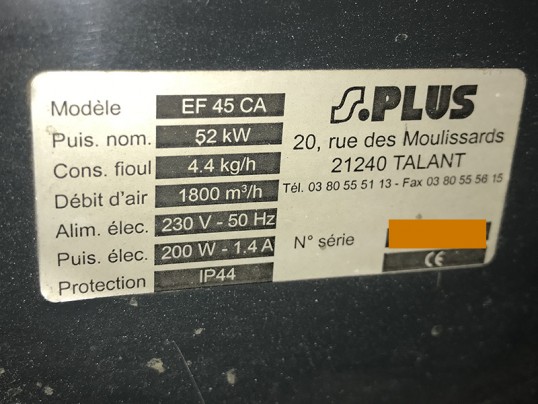 Modèle EF 45 CA
Puis. nom. 52 kW
Cons. fioul 4.4 kg/h
Débit d'air 1800 m³/h
Alim. élec. 230 V - 50 Hz
Puis. élec. 200 W - 1.4 A
Protection IP44
S.PLUS
20, rue des Moulissards
21240 TALANT
Tél. 03 80 55 51 13 - Fax 03 80 55 56 15
N° série
CE